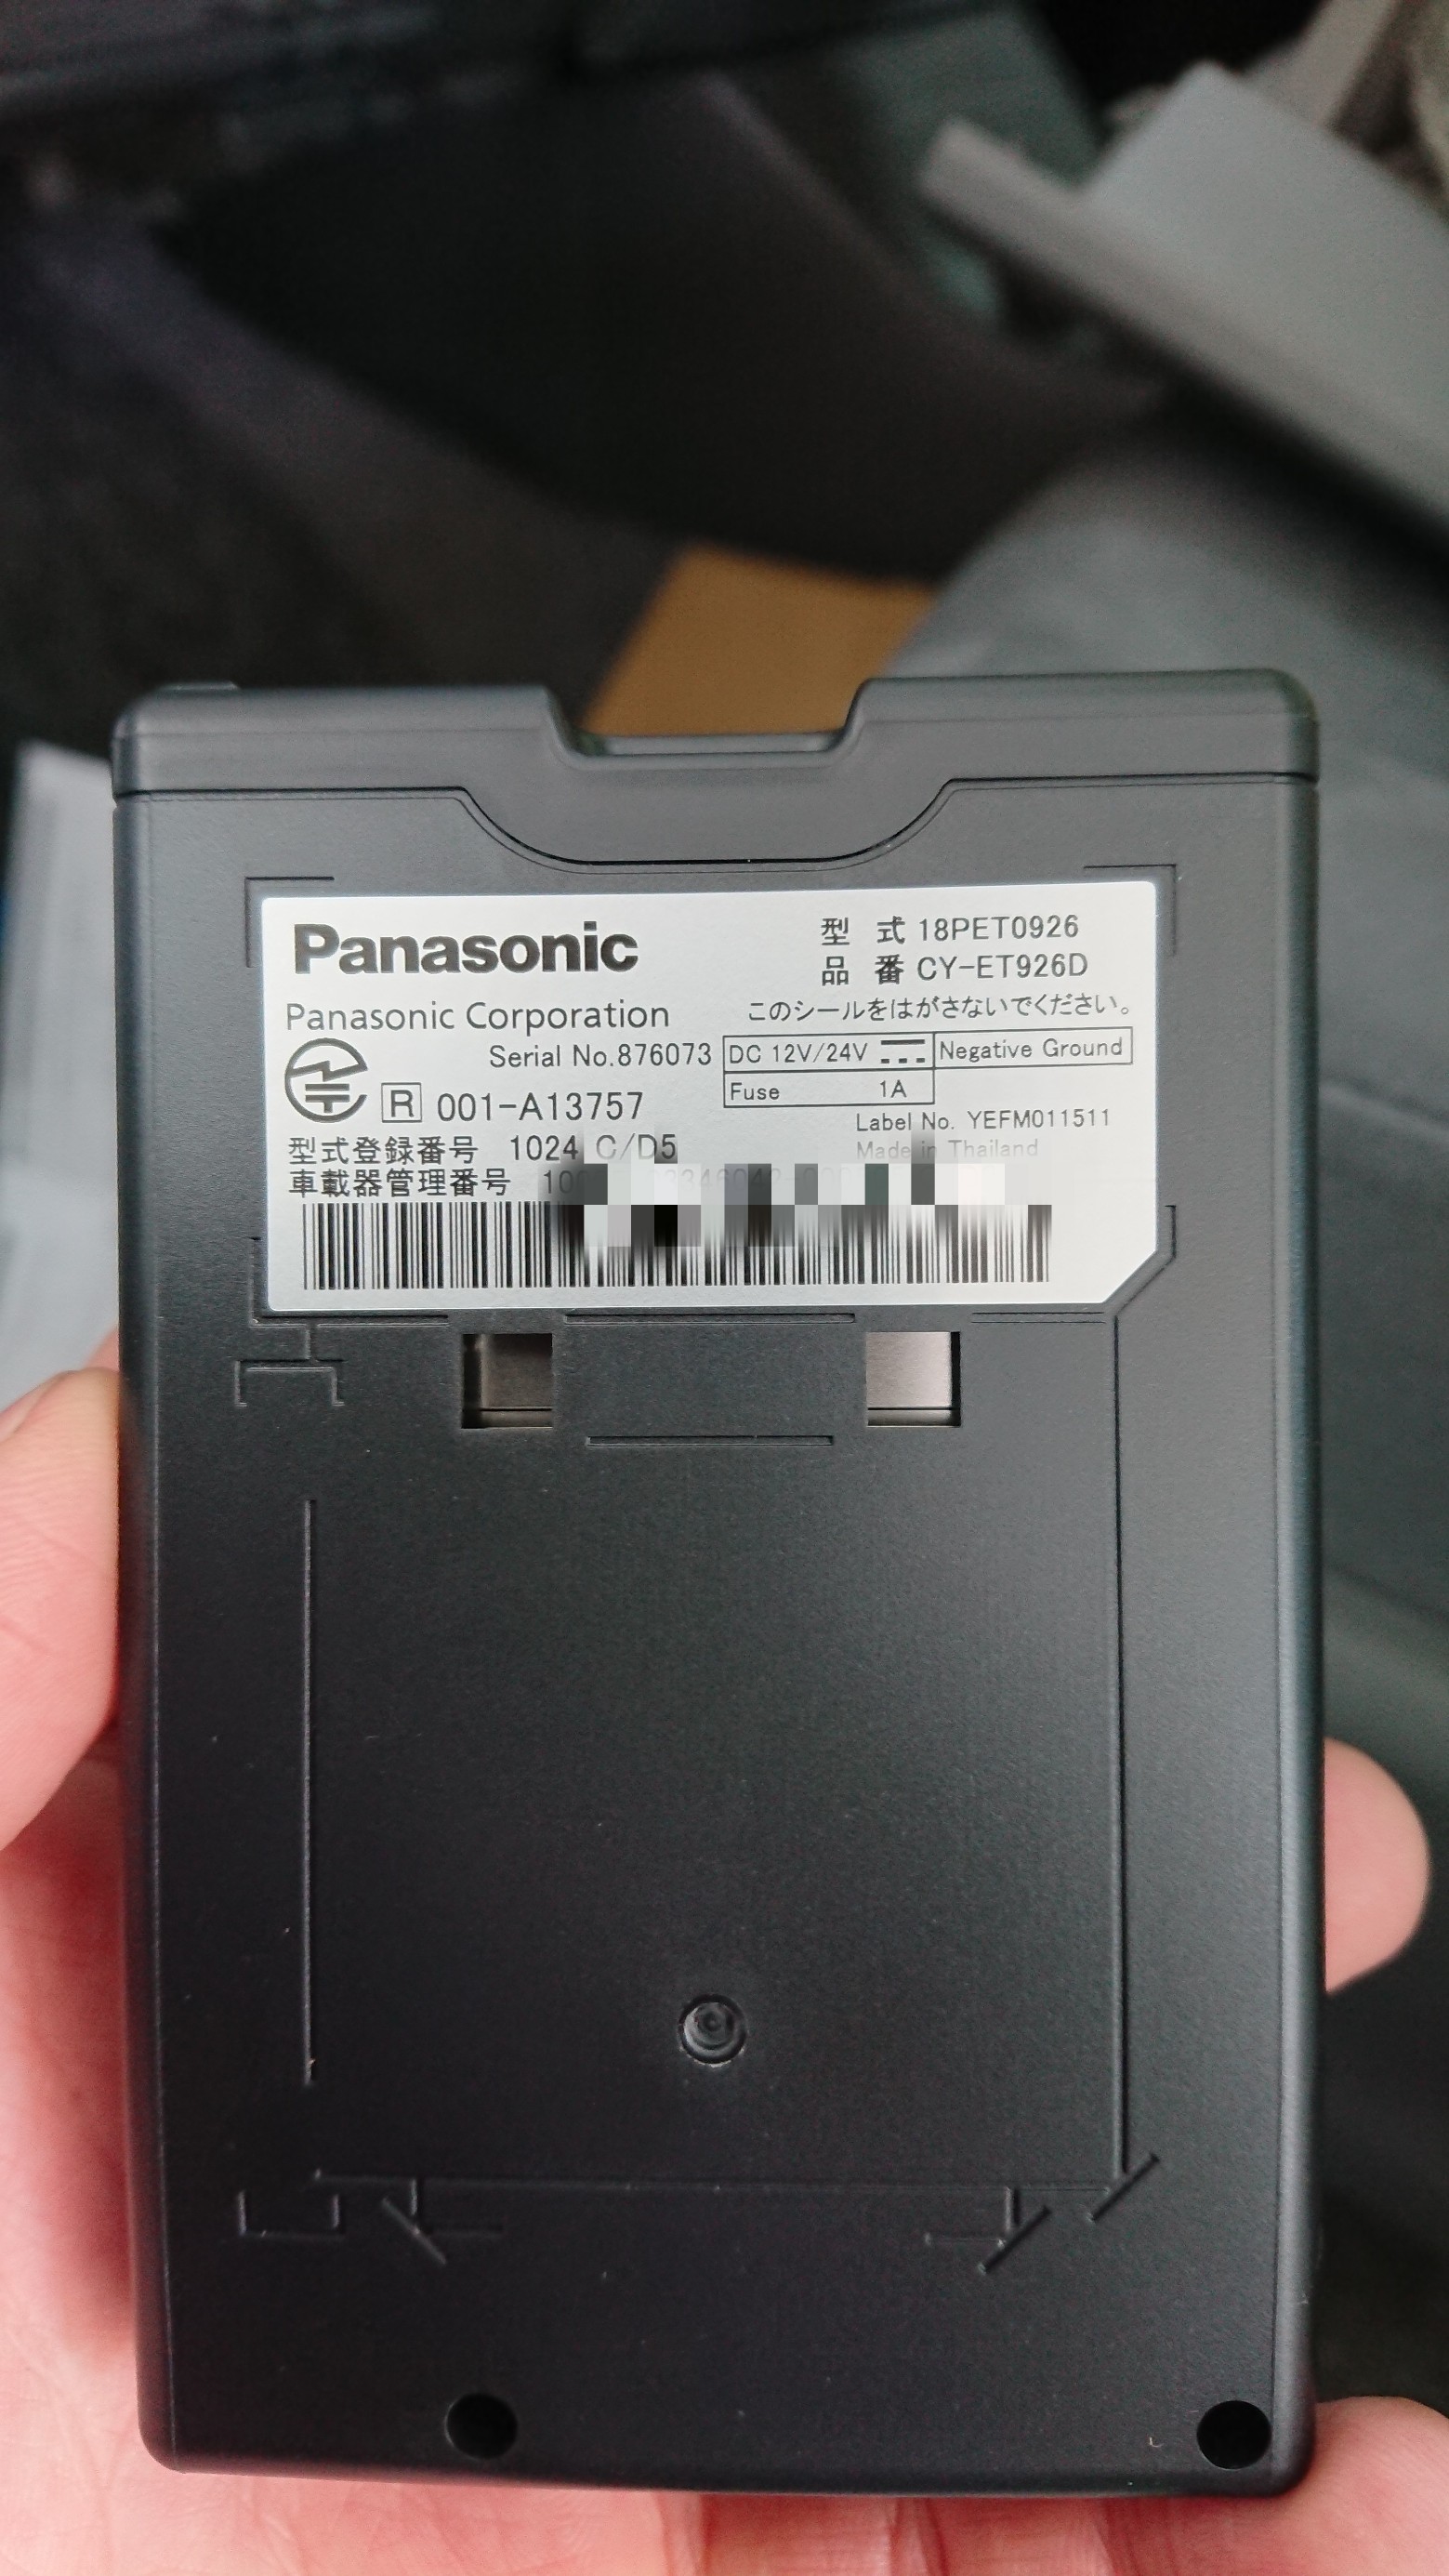 Panasonic
型 式 18PET0926
品 番 CY-ET926D
Panasonic Corporation
このシールをはがさないでください。
Serial No.876073
DC 12V/24V
Negative Ground
Fuse 1A
R 001-A13757
Label No. YEFM011511
型式登録番号 1024 C/D5
Made in Thailand
車載器管理番号